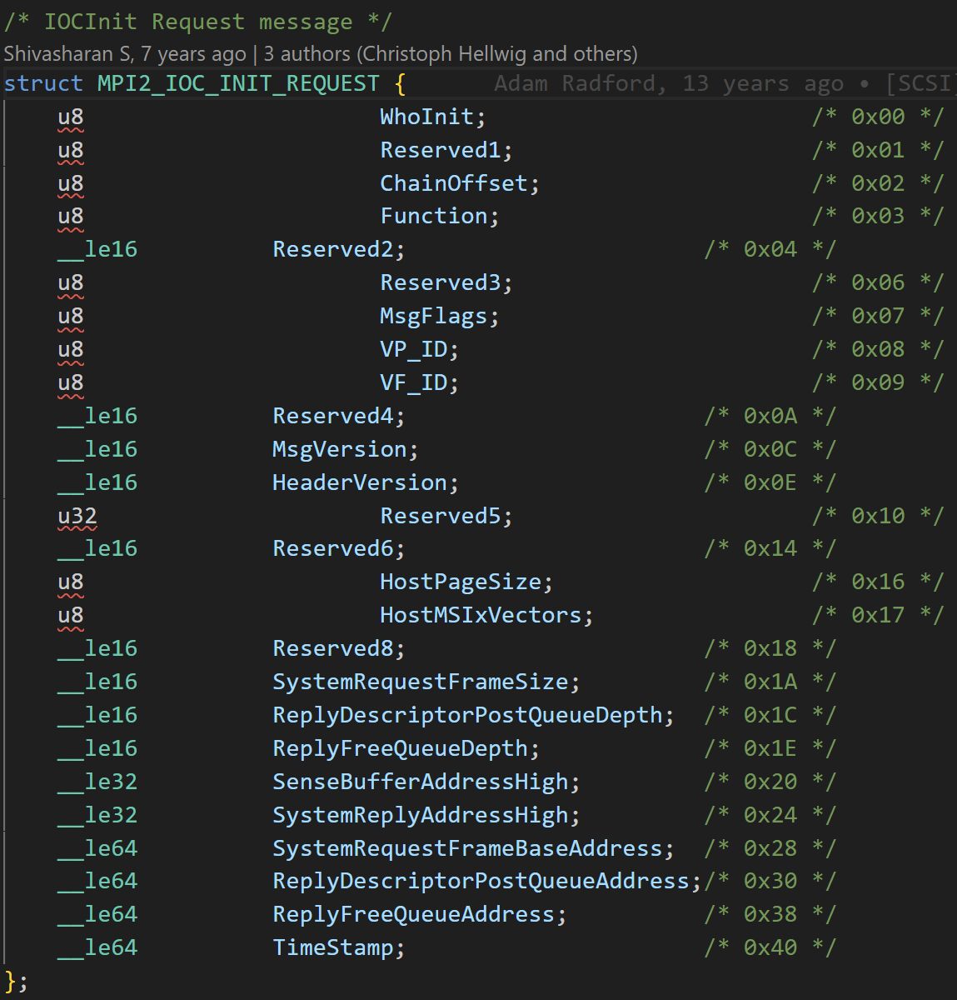 /* IOCInit Request message */
Shivasharan S, 7 years ago | 3 authors (Christoph Hellwig and others)
struct MPI2_IOC_INIT_REQUEST { Adam Radford, 13 years ago • [SCSI]
u8 WhoInit; /* 0x00 */
u8 Reserved1; /* 0x01 */
u8 ChainOffset; /* 0x02 */
u8 Function; /* 0x03 */
__le16 Reserved2; /* 0x04 */
u8 Reserved3; /* 0x06 */
u8 MsgFlags; /* 0x07 */
u8 VP_ID; /* 0x08 */
u8 VF_ID; /* 0x09 */
__le16 Reserved4; /* 0x0A */
__le16 MsgVersion; /* 0x0C */
__le16 HeaderVersion; /* 0x0E */
u32 Reserved5; /* 0x10 */
__le16 Reserved6; /* 0x14 */
u8 HostPageSize; /* 0x16 */
u8 HostMSIxVectors; /* 0x17 */
__le16 Reserved8; /* 0x18 */
__le16 SystemRequestFrameSize; /* 0x1A */
__le16 ReplyDescriptorPostQueueDepth; /* 0x1C */
__le16 ReplyFreeQueueDepth; /* 0x1E */
__le32 SenseBufferAddressHigh; /* 0x20 */
__le32 SystemReplyAddressHigh; /* 0x24 */
__le64 SystemRequestFrameBaseAddress; /* 0x28 */
__le64 ReplyDescriptorPostQueueAddress;/* 0x30 */
__le64 ReplyFreeQueueAddress; /* 0x38 */
__le64 TimeStamp; /* 0x40 */
};